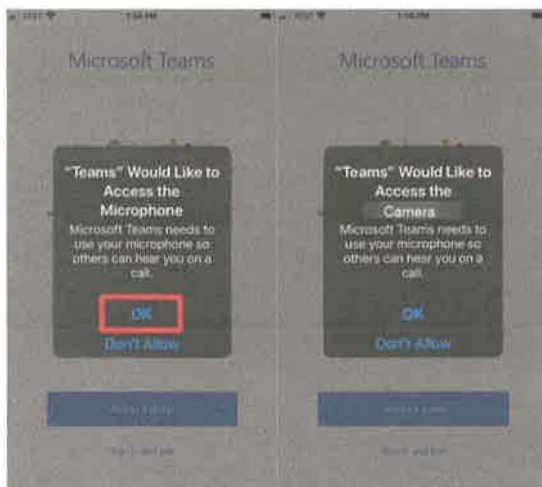 Microsoft Teams
"Teams" Would Like to
Access the
Microphone
Microsoft Teams needs to
use your microphone so
others can hear you on a
call.
OK
Don't Allow
Microsoft Teams
"Teams" Would Like to
Access the
Camera
Microsoft Teams needs to
use your microphone so
others can hear you on a
call.
OK
Don't Allow